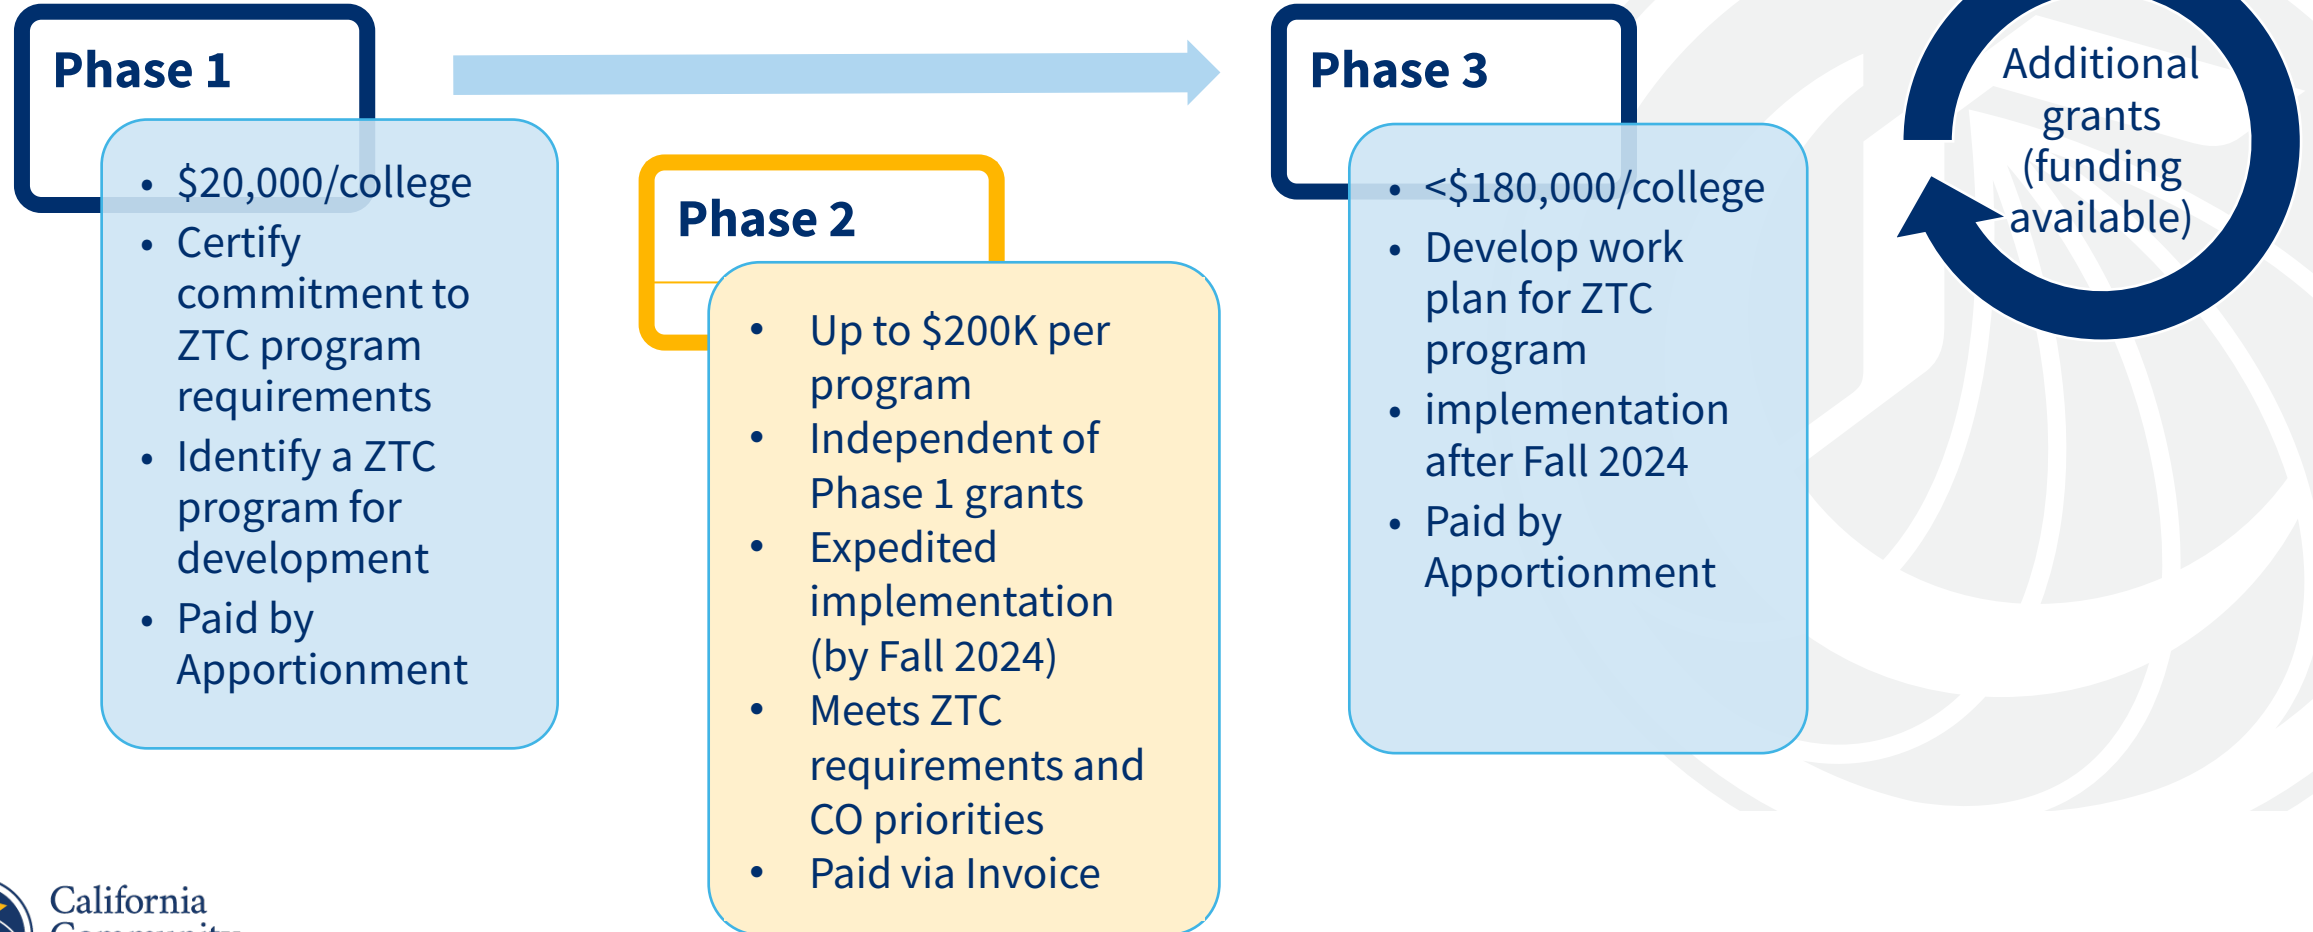 Phase 1
• $20,000/college
• Certify
commitment to
ZTC program
requirements
• Identify a ZTC
program for
development
• Paid by
Apportionment
Phase 2
• Up to $200K per
program
• Independent of
Phase 1 grants
• Expedited
implementation
(by Fall 2024)
• Meets ZTC
requirements and
CO priorities
• Paid via Invoice
Phase 3
• <$180,000/college
• Develop work
plan for ZTC
program
• implementation
after Fall 2024
• Paid by
Apportionment
Additional
grants
(funding
available)
California
Community